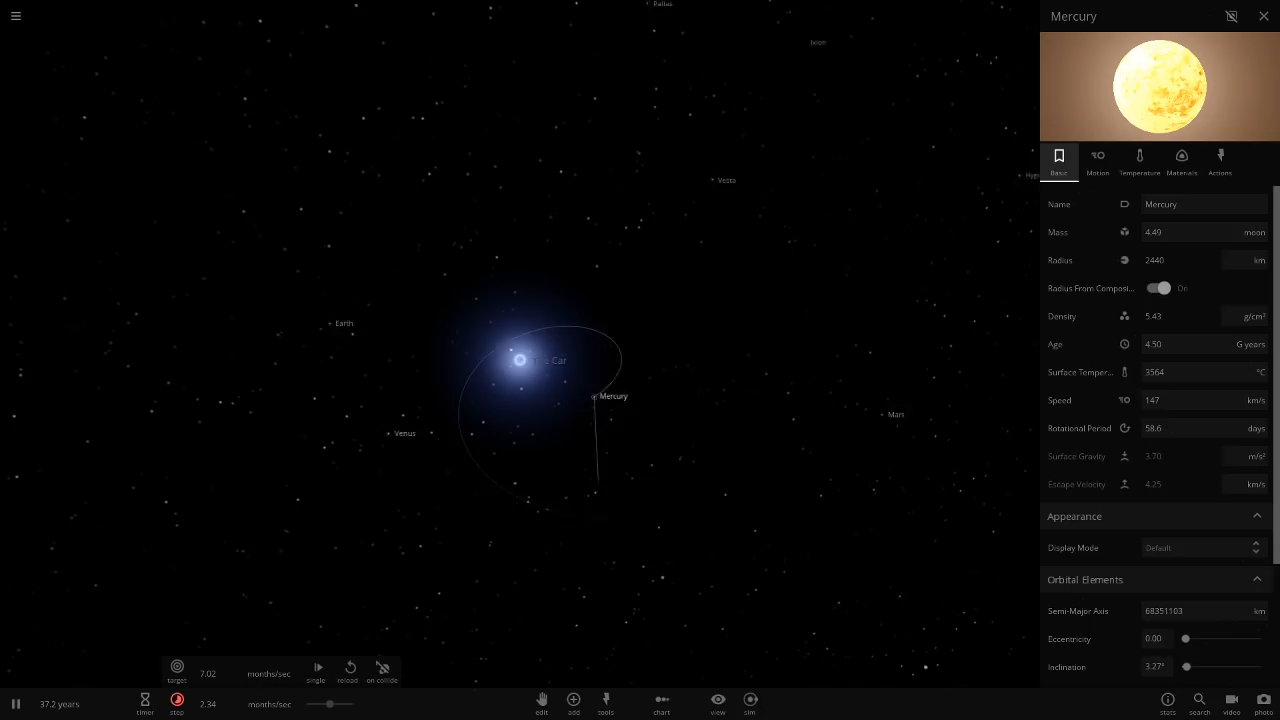 Pallas
Mercury
Vesta
Earth
Car
Mercury
Venus
Mars
Basic
Motion
Temperature
Materials
Actions
Name Mercury
Mass 4.49 moon
Radius 2440 km
Radius From Composi... On
Density 5.43 g/cm³
Age 4.50 G years
Surface Temper... 3564 °C
Speed 147 km/s
Rotational Period 58.6 days
Surface Gravity 3.70 m/s²
Escape Velocity 4.25 km/s
Appearance
Display Mode Default
Orbital Elements
Semi-Major Axis 68351103 km
Eccentricity 0.00
Inclination 3.27°
target 7.02 months/sec single reload on collide
37.2 years timer step 2.34 months/sec edit add tools chart view sim stats search video photo